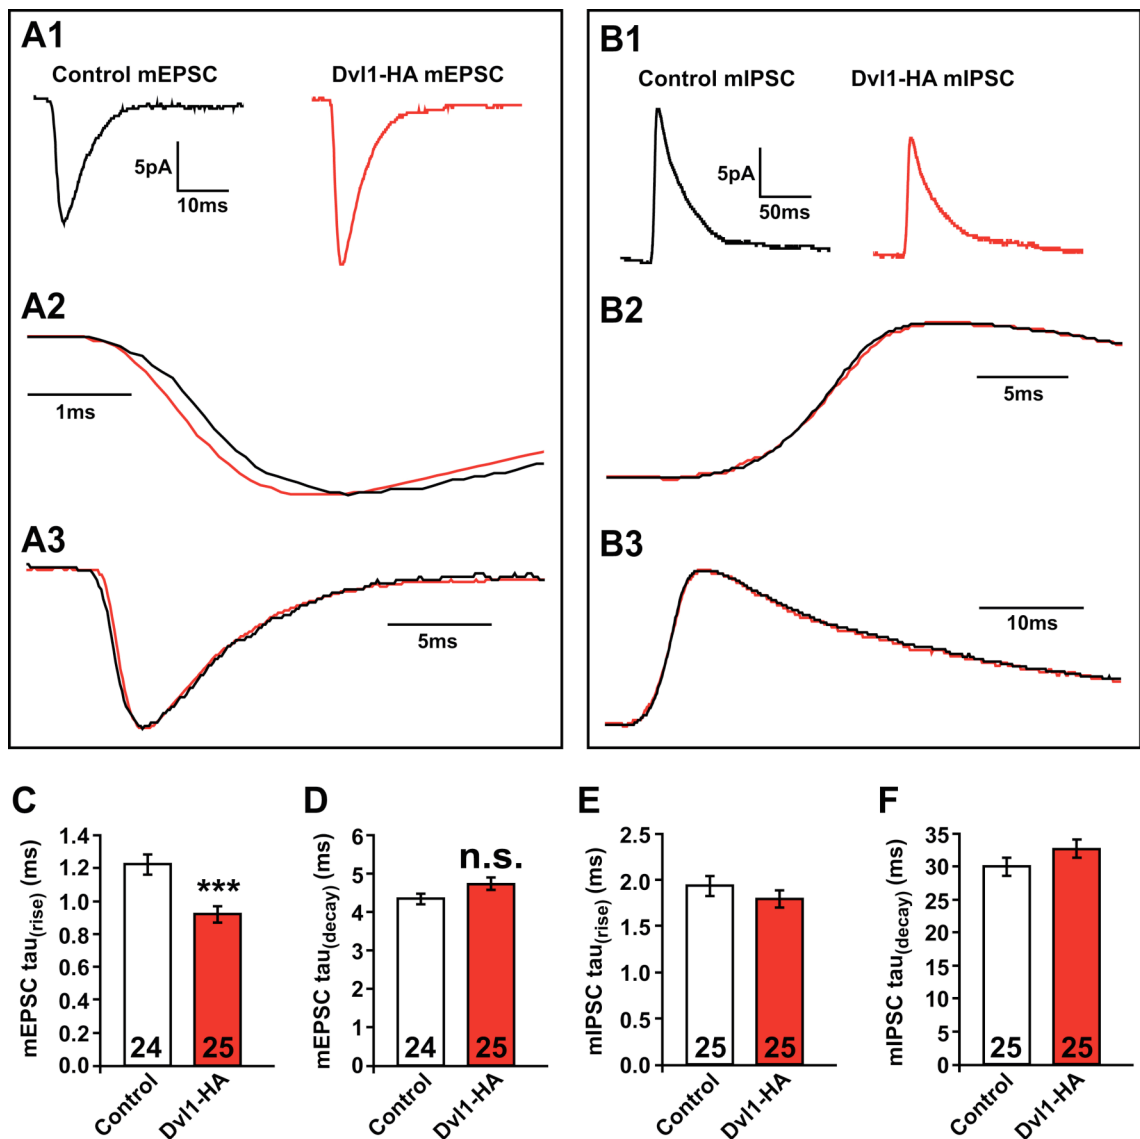 A1
Control mEPSC
Dvl1-HA mEPSC
5pA
10ms
A2
1ms
A3
5ms
B1
Control mIPSC
Dvl1-HA mIPSC
5pA
50ms
B2
5ms
B3
10ms
C
mEPSC tau(rise) (ms)
1.4
1.2
1.0
0.8
0.6
0.4
0.2
0.0
***
24
25
Control
Dvl1-HA
D
mEPSC tau(decay) (ms)
6
5
4
3
2
1
0
n.s.
24
25
Control
Dvl1-HA
E
mIPSC tau(rise) (ms)
2.5
2.0
1.5
1.0
0.5
0.0
25
25
Control
Dvl1-HA
F
mIPSC tau(decay) (ms)
35
30
25
20
15
10
5
0
25
25
Control
Dvl1-HA